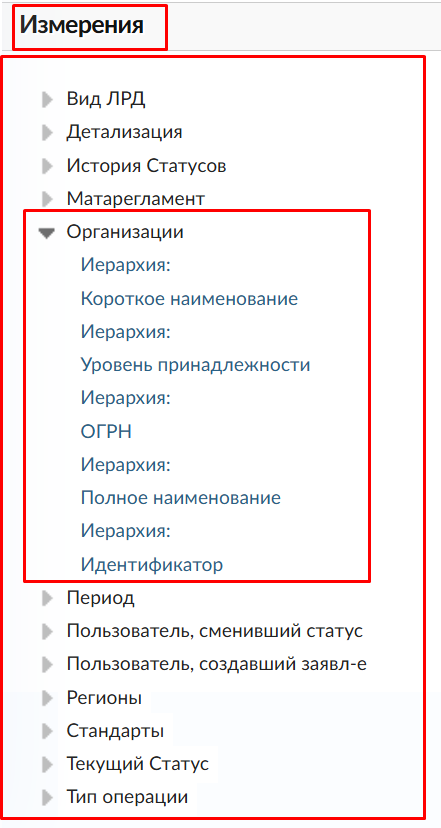 Измерения
Вид ЛРД
Детализация
История Статусов
Матарегламент
Организации
Иерархия:
Короткое наименование
Иерархия:
Уровень принадлежности
Иерархия:
ОГРН
Иерархия:
Полное наименование
Иерархия:
Идентификатор
Период
Пользователь, сменивший статус
Пользователь, создавший заявл-е
Регионы
Стандарты
Текущий Статус
Тип операции